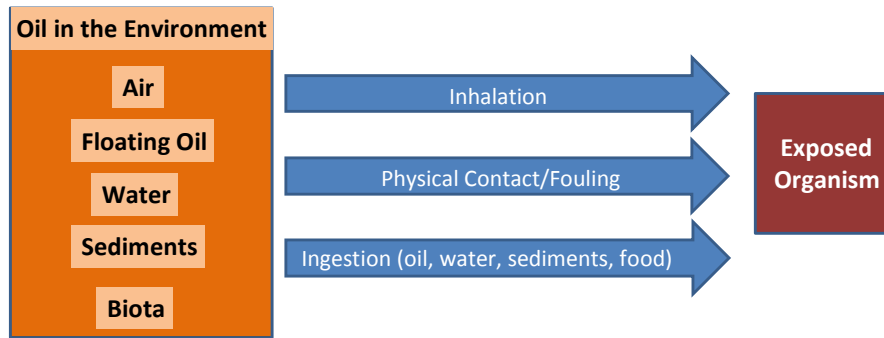 Oil in the Environment
Air
Floating Oil
Water
Sediments
Biota
Inhalation
Physical Contact/Fouling
Ingestion (oil, water, sediments, food)
Exposed
Organism